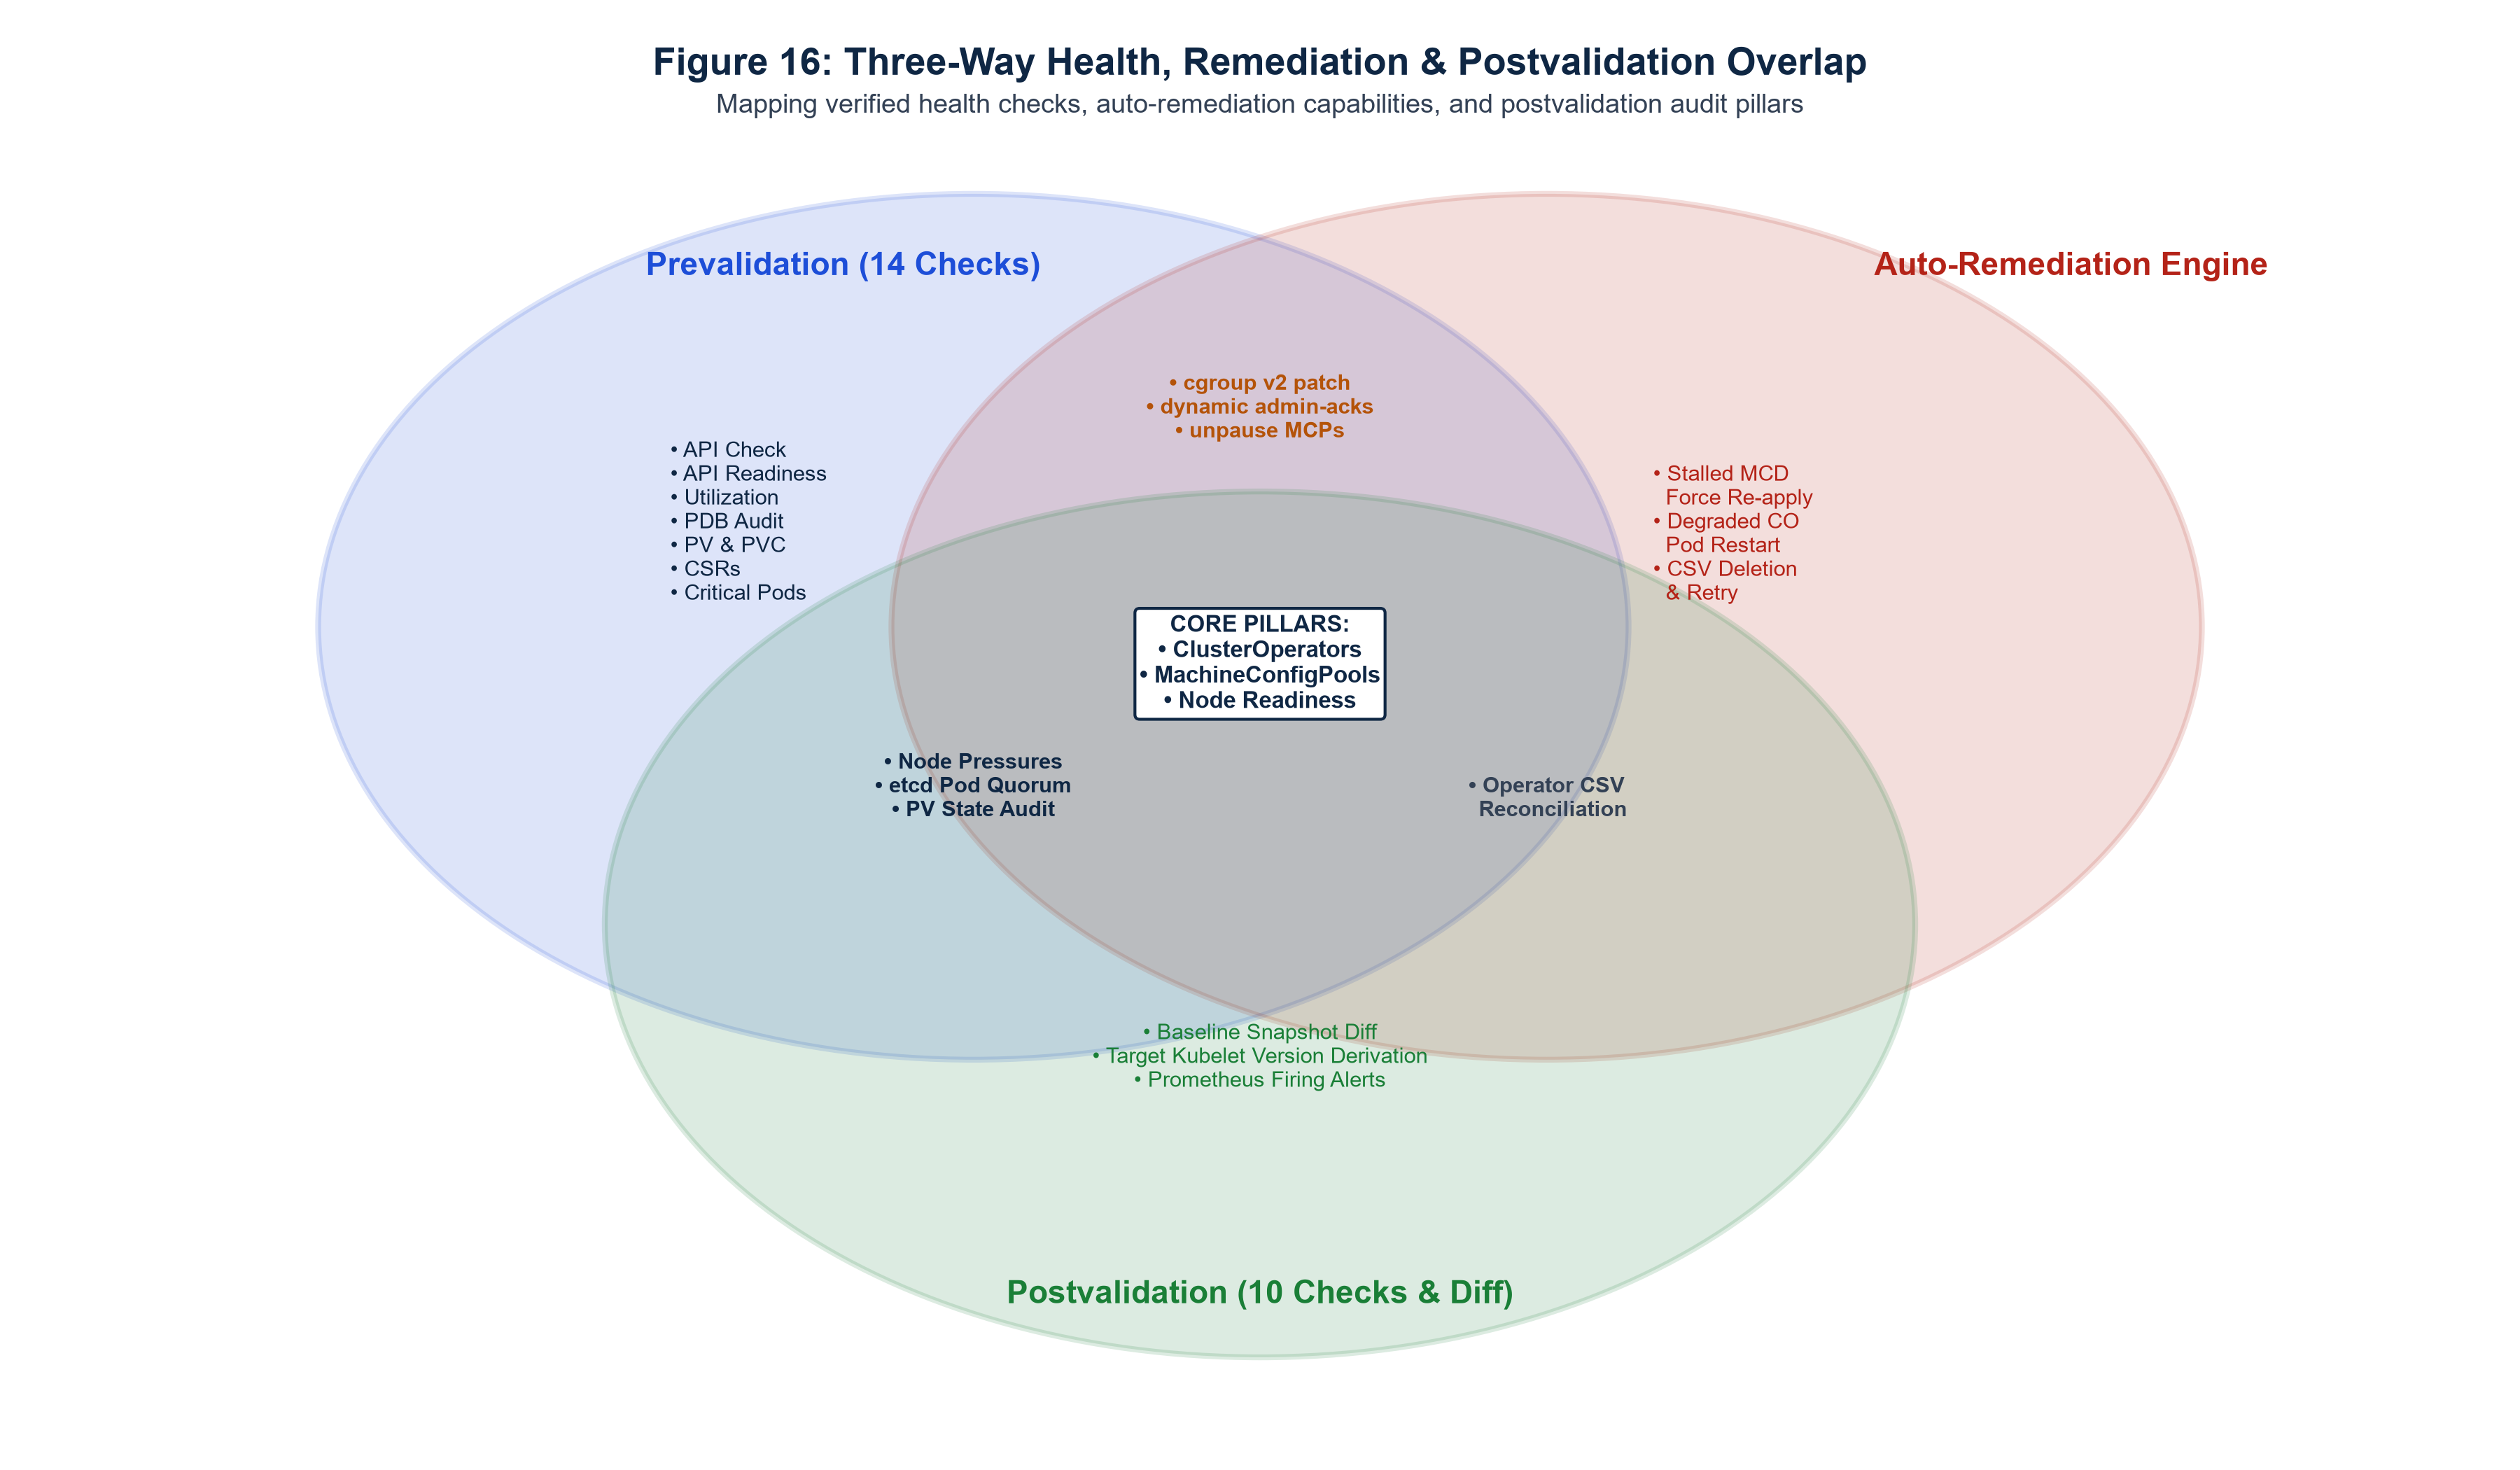 Figure 16: Three-Way Health, Remediation & Postvalidation Overlap
Mapping verified health checks, auto-remediation capabilities, and postvalidation audit pillars
Prevalidation (14 Checks)
Auto-Remediation Engine
• cgroup v2 patch
• dynamic admin-acks
• unpause MCPs
• API Check
• API Readiness
• Utilization
• PDB Audit
• PV & PVC
• CSRs
• Critical Pods
• Stalled MCD
Force Re-apply
• Degraded CO
Pod Restart
• CSV Deletion
& Retry
CORE PILLARS:
• ClusterOperators
• MachineConfigPools
• Node Readiness
• Node Pressures
• etcd Pod Quorum
• PV State Audit
• Operator CSV
Reconciliation
• Baseline Snapshot Diff
• Target Kubelet Version Derivation
• Prometheus Firing Alerts
Postvalidation (10 Checks & Diff)